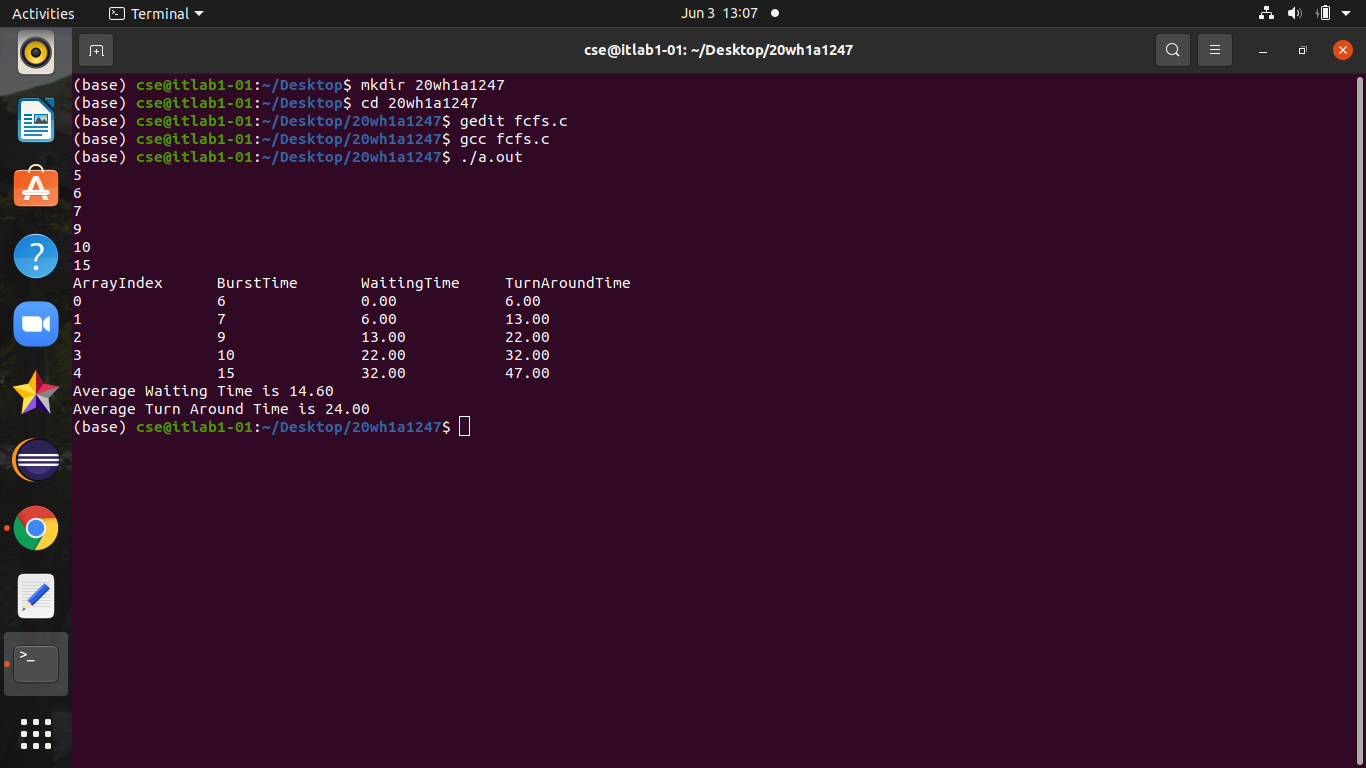 Activities Terminal Jun 3 13:07
cse@itlab1-01: ~/Desktop/20wh1a1247
(base) cse@itlab1-01:~/Desktop$ mkdir 20wh1a1247
(base) cse@itlab1-01:~/Desktop$ cd 20wh1a1247
(base) cse@itlab1-01:~/Desktop/20wh1a1247$ gedit fcfs.c
(base) cse@itlab1-01:~/Desktop/20wh1a1247$ gcc fcfs.c
(base) cse@itlab1-01:~/Desktop/20wh1a1247$ ./a.out
5
6
7
9
10
15
ArrayIndex BurstTime WaitingTime TurnAroundTime
0 6 0.00 6.00
1 7 6.00 13.00
2 9 13.00 22.00
3 10 22.00 32.00
4 15 32.00 47.00
Average Waiting Time is 14.60
Average Turn Around Time is 24.00
(base) cse@itlab1-01:~/Desktop/20wh1a1247$